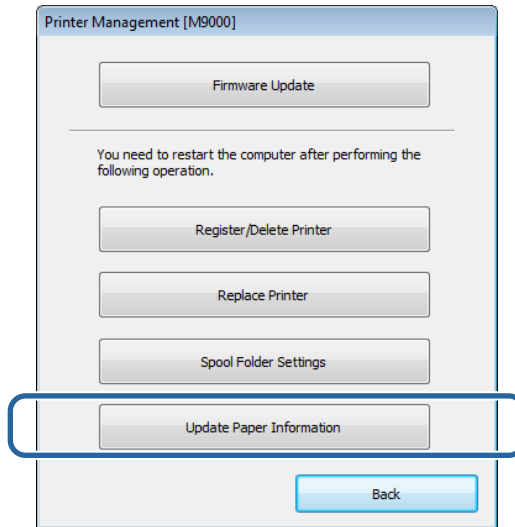 Printer Management [M9000]
Firmware Update
You need to restart the computer after performing the
following operation.
Register/Delete Printer
Replace Printer
Spool Folder Settings
Update Paper Information
Back